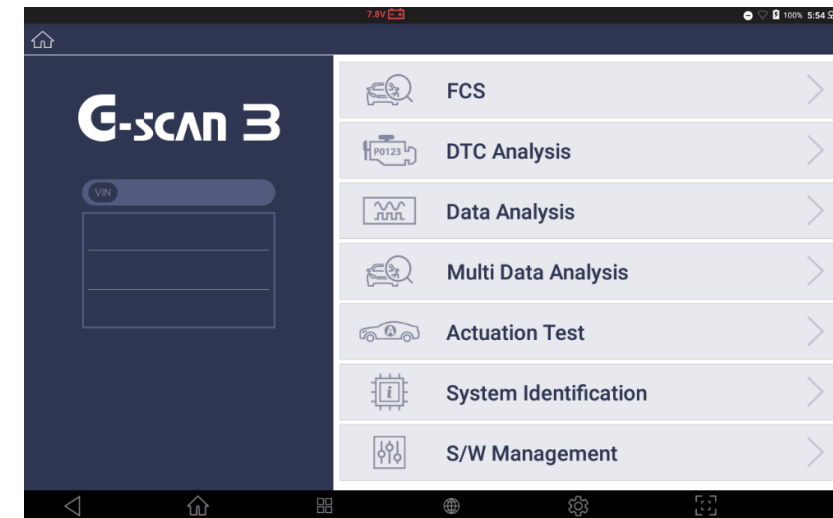 7.8V
100% 5:54
G-scan 3
VIN
FCS
P0123
DTC Analysis
Data Analysis
Multi Data Analysis
Actuation Test
i
System Identification
S/W Management